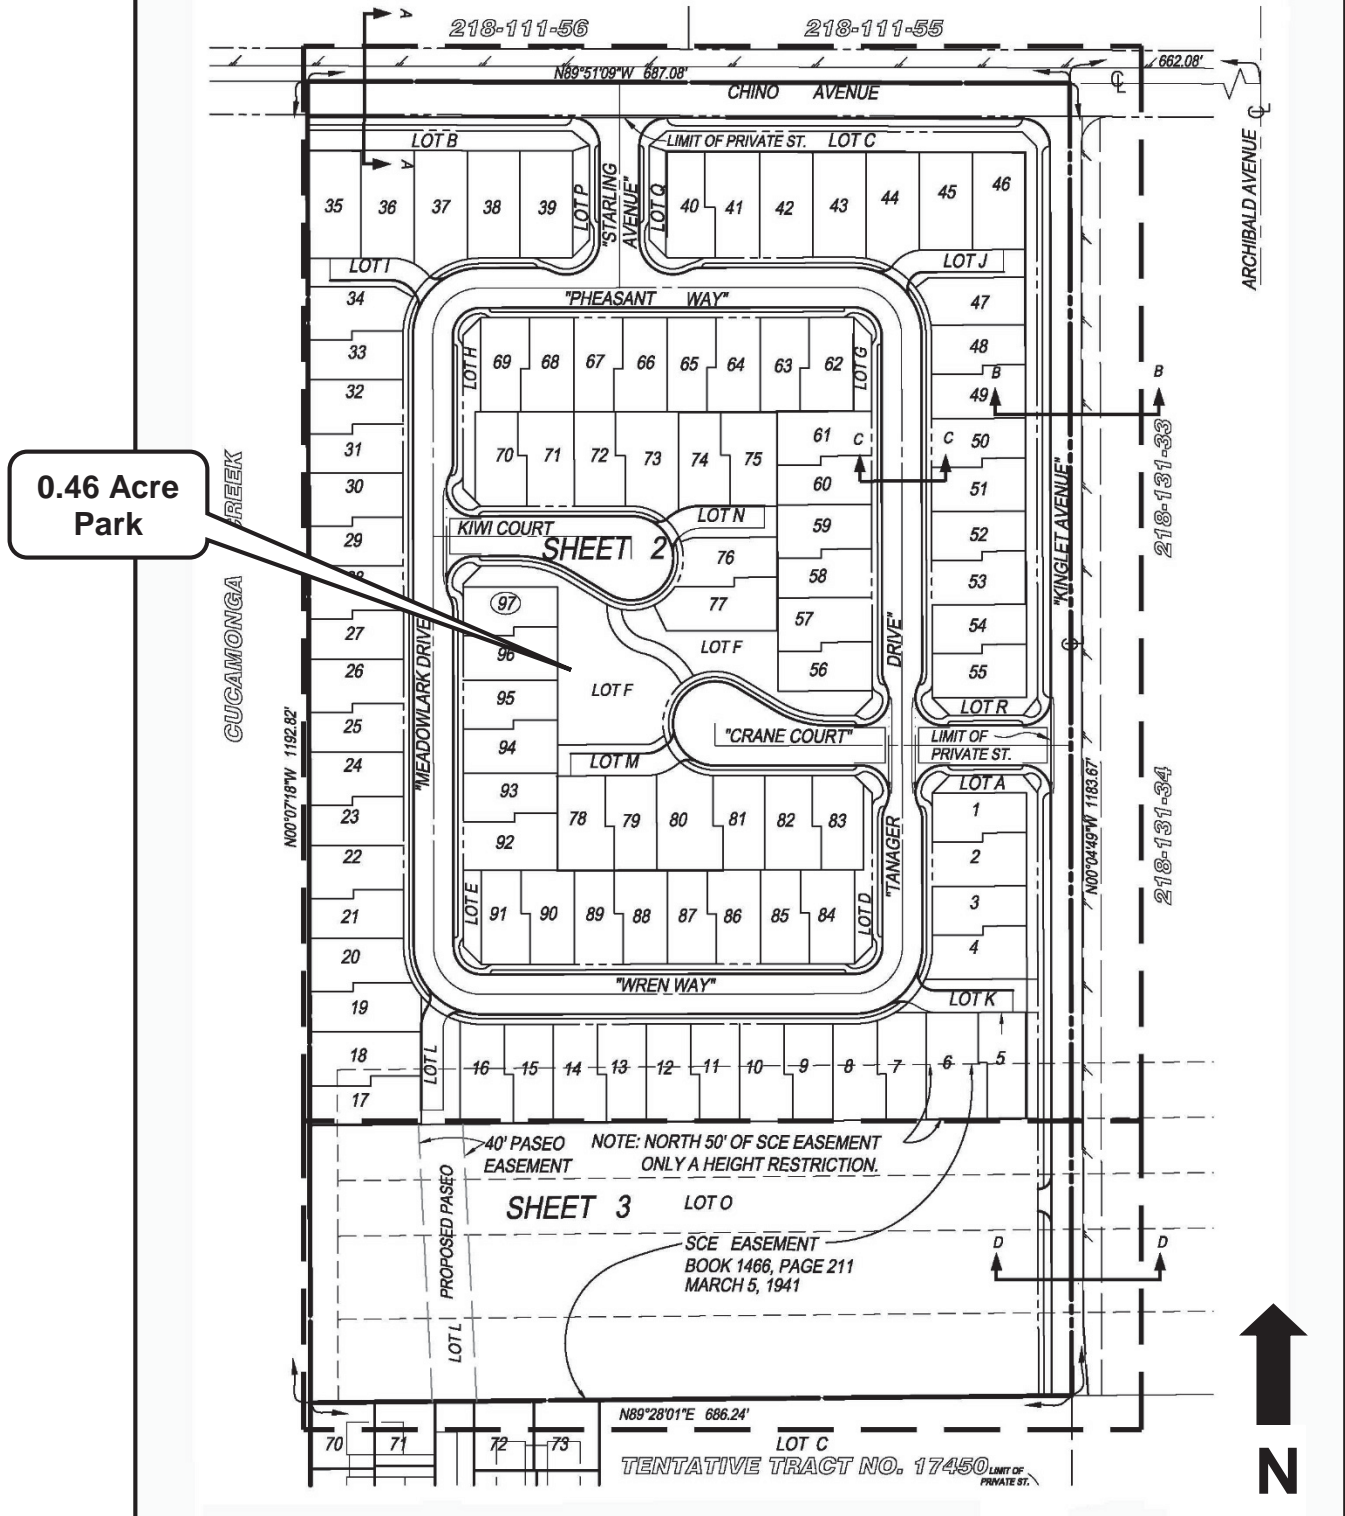 218-111-56
218-111-55
A
N89°51'09"W 687.08'
662.08'
CHINO AVENUE
℄
℄
LOT B
LIMIT OF PRIVATE ST.
LOT C
A
ARCHIBALD AVENUE
35
36
37
38
39
LOT P
"STARLING
AVENUE"
LOT Q
40
41
42
43
44
45
46
LOT I
LOT J
34
"PHEASANT WAY"
47
33
LOT H
69
68
67
66
65
64
63
62
LOT G
48
32
B
B
49
31
70
71
72
73
74
75
61
C
C
50
30
60
51
218-131-33
0.46 Acre
Park
CUCAMONGA
REEK
KIWI COURT
LOT N
59
"KINGLET AVENUE"
29
SHEET 2
76
52
58
53
97
77
57
54
27
96
LOT F
DRIVE"
℄
26
95
LOT F
56
55
"MEADOWLARK DRIVE
N00°07'18"W 1192.82'
25
LOT R
94
"CRANE COURT"
LIMIT OF
PRIVATE ST.
24
LOT M
93
LOT A
N00°04'49"W 1183.67'
218-131-34
23
78
79
80
81
82
83
1
22
92
"TANAGER
2
21
LOT E
91
90
89
88
87
86
85
84
LOT D
3
20
4
"WREN WAY"
19
LOT K
18
LOT L
16
15
14
13
12
11
10
9
8
7
6
5
17
40' PASEO
EASEMENT
NOTE: NORTH 50' OF SCE EASEMENT
ONLY A HEIGHT RESTRICTION.
SHEET 3
LOT O
PROPOSED PASEO
LOT L
SCE EASEMENT
BOOK 1466, PAGE 211
MARCH 5, 1941
D
D
N89°28'01"E 686.24'
70
71
72
73
LOT C
TENTATIVE TRACT NO. 17450
LIMIT OF
PRIVATE ST.
N